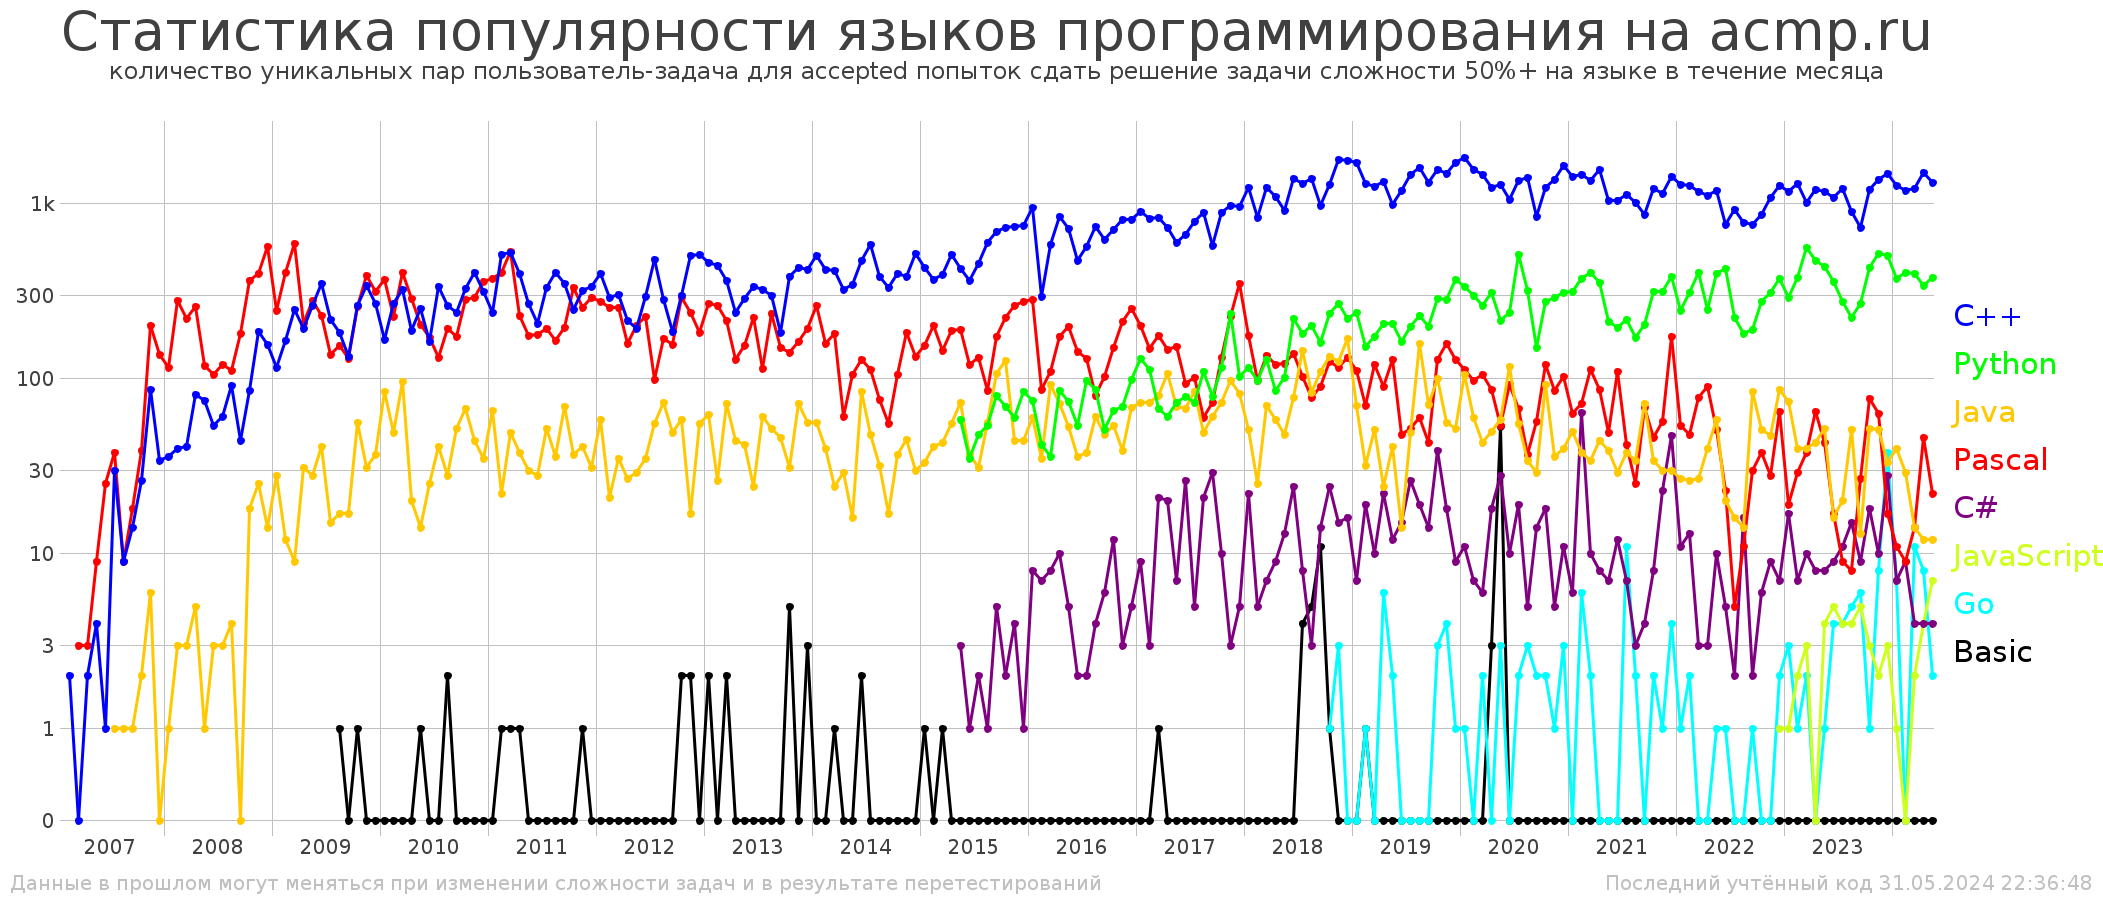 Статистика популярности языков программирования на acmp.ru
количество уникальных пар пользователь-задача для accepted попыток сдать решение задачи сложности 50%+ на языке в течение месяца
1k
300
100
30
10
3
1
0
C++
Python
Java
Pascal
C#
JavaScript
Go
Basic
2007 2008 2009 2010 2011 2012 2013 2014 2015 2016 2017 2018 2019 2020 2021 2022 2023
Данные в прошлом могут меняться при изменении сложности задач и в результате перетестирований
Последний учтённый код 31.05.2024 22:36:48